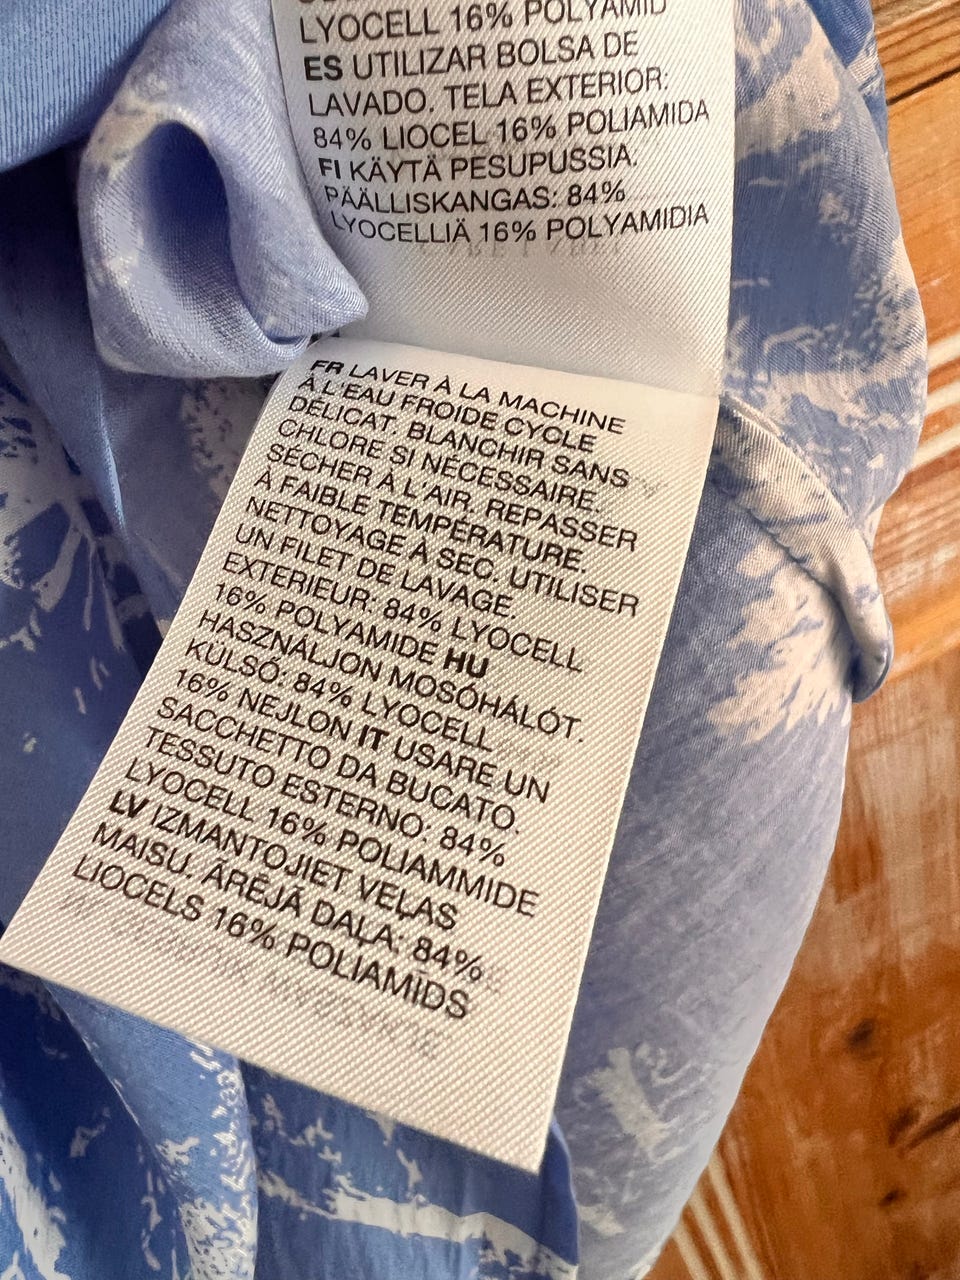 LYOCELL 16% POLYAMID
ES UTILIZAR BOLSA DE
LAVADO. TELA EXTERIOR:
84% LIOCEL 16% POLIAMIDA
FI KÄYTÄ PESUPUSSIA.
PÄÄLLISKANGAS: 84%
LYOCELLIÄ 16% POLYAMIDIA
FR LAVER À LA MACHINE
À L'EAU FROIDE CYCLE
DÉLICAT. BLANCHIR SANS
CHLORE SI NÉCESSAIRE.
SÉCHER À L'AIR. REPASSER
À FAIBLE TEMPÉRATURE.
NETTOYAGE À SEC. UTILISER
UN FILET DE LAVAGE.
EXTERIEUR: 84% LYOCELL
16% POLYAMIDE HU
HASZNÁLJON MOSÓHÁLÓT.
KÜLSŐ: 84% LYOCELL
16% NEJLON IT USARE UN
SACCHETTO DA BUCATO.
TESSUTO ESTERNO: 84%
LYOCELL 16% POLIAMMIDE
LV IZMANTOJIET VEĻAS
MAISU. ĀRĒJĀ DAĻA: 84%
LIOCELS 16% POLIAMĪDS